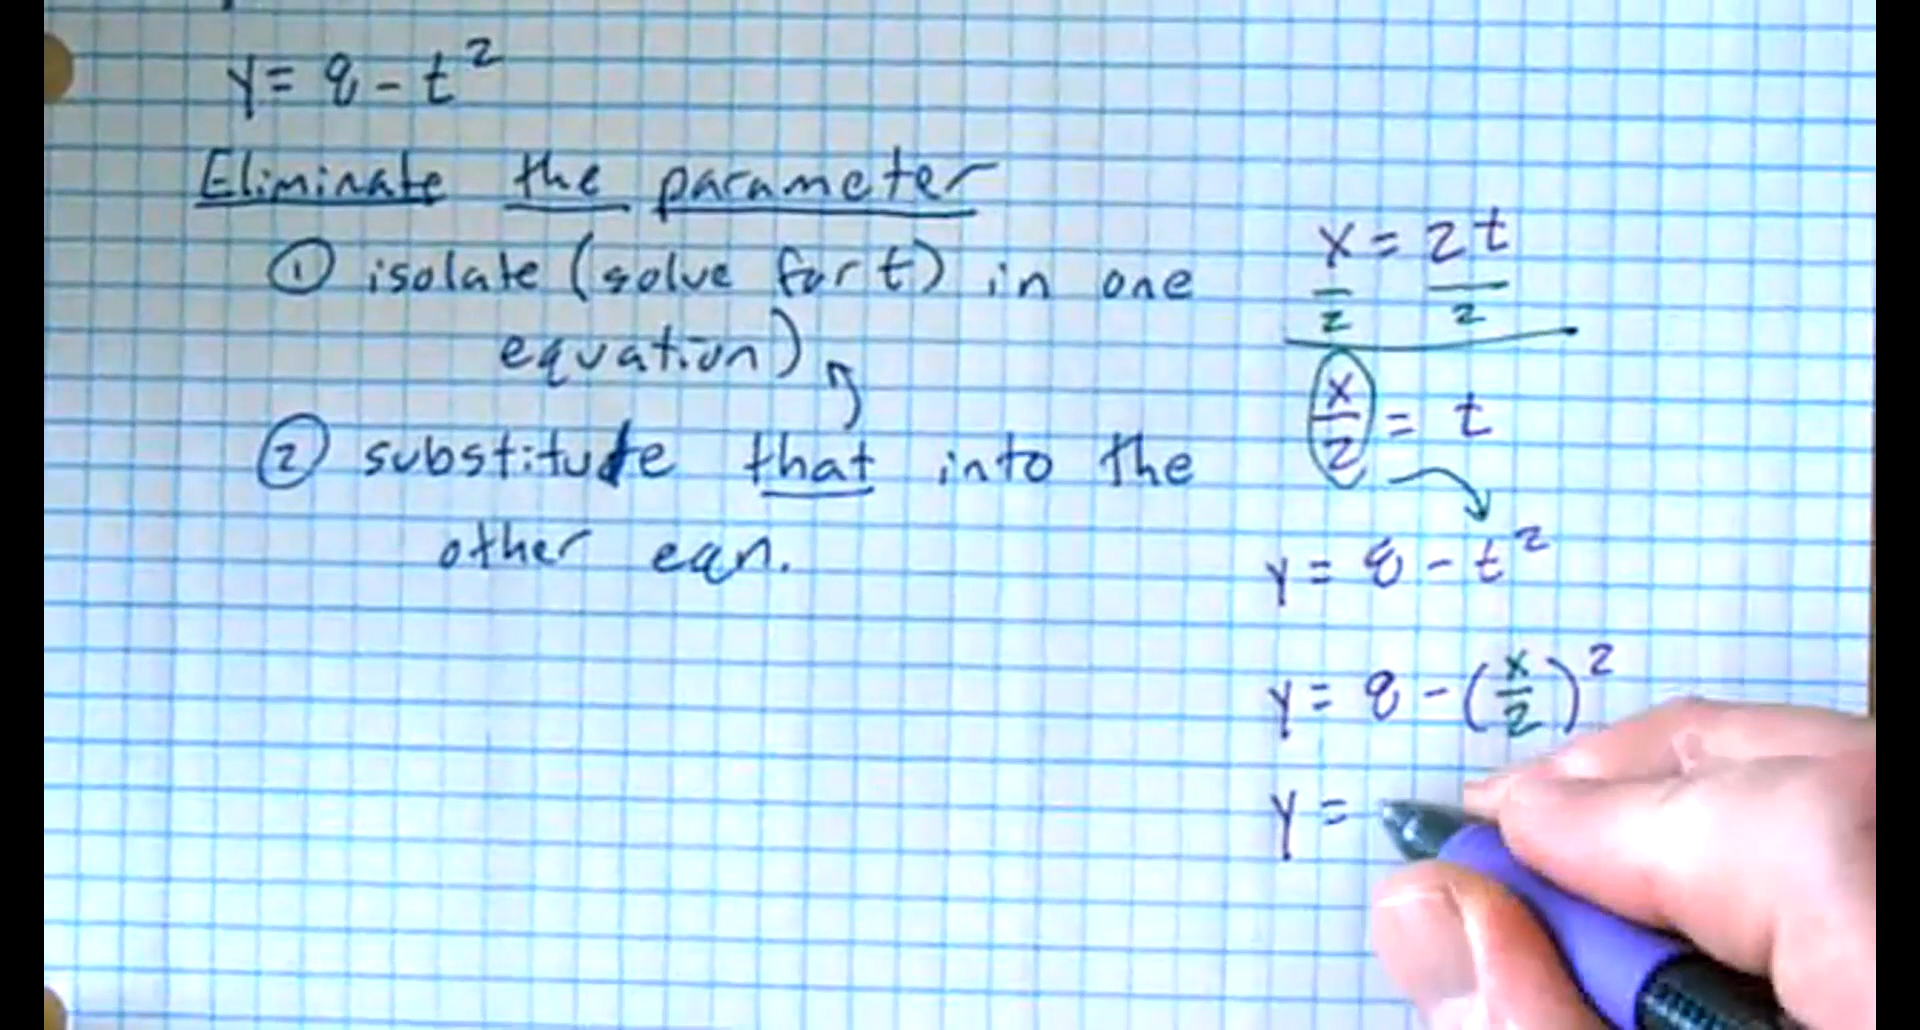 y = 8 - t²
Eliminate the parameter
① isolate (solve for t) in one
equation)
② substitute that into the
other eqn.
x = 2t
2 2
x/2 = t
y = 8 - t²
y = 8 - (x/2)²
y =